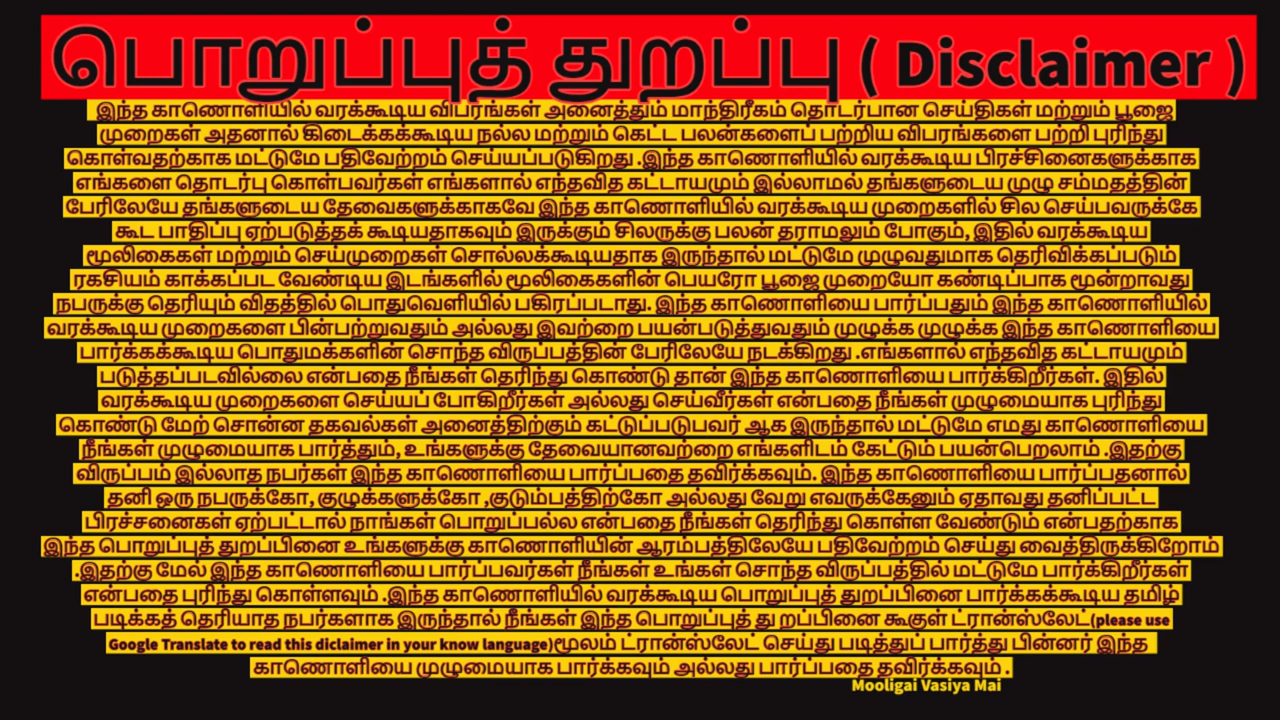 பொறுப்புத் துறப்பு ( Disclaimer )
இந்த காணொளியில் வரக்கூடிய விபரங்கள் அனைத்தும் மாந்திரீகம் தொடர்பான செய்திகள் மற்றும் பூஜை
முறைகள் அதனால் கிடைக்கக்கூடிய நல்ல மற்றும் கெட்ட பலன்களைப் பற்றிய விபரங்களை பற்றி புரிந்து
கொள்வதற்காக மட்டுமே பதிவேற்றம் செய்யப்படுகிறது .இந்த காணொளியில் வரக்கூடிய பிரச்சினைகளுக்காக
எங்களை தொடர்பு கொள்பவர்கள் எங்களால் எந்தவித கட்டாயமும் இல்லாமல் தங்களுடைய முழு சம்மதத்தின்
பேரிலேயே தங்களுடைய தேவைகளுக்காகவே இந்த காணொளியில் வரக்கூடிய முறைகளில் சில செய்பவருக்கே
கூட பாதிப்பு ஏற்படுத்தக் கூடியதாகவும் இருக்கும் சிலருக்கு பலன் தராமலும் போகும், இதில் வரக்கூடிய
மூலிகைகள் மற்றும் செய்முறைகள் சொல்லக்கூடியதாக இருந்தால் மட்டுமே முழுவதுமாக தெரிவிக்கப்படும்
ரகசியம் காக்கப்பட வேண்டிய இடங்களில் மூலிகைகளின் பெயரோ பூஜை முறையோ கண்டிப்பாக மூன்றாவது
நபருக்கு தெரியும் விதத்தில் பொதுவெளியில் பகிரப்படாது. இந்த காணொளியை பார்ப்பதும் இந்த காணொளியில்
வரக்கூடிய முறைகளை பின்பற்றுவதும் அல்லது இவற்றை பயன்படுத்துவதும் முழுக்க முழுக்க இந்த காணொளியை
பார்க்கக்கூடிய பொதுமக்களின் சொந்த விருப்பத்தின் பேரிலேயே நடக்கிறது .எங்களால் எந்தவித கட்டாயமும்
படுத்தப்படவில்லை என்பதை நீங்கள் தெரிந்து கொண்டு தான் இந்த காணொளியை பார்க்கிறீர்கள். இதில்
வரக்கூடிய முறைகளை செய்யப் போகிறீர்கள் அல்லது செய்வீர்கள் என்பதை நீங்கள் முழுமையாக புரிந்து
கொண்டு மேற் சொன்ன தகவல்கள் அனைத்திற்கும் கட்டுப்படுபவர் ஆக இருந்தால் மட்டுமே எமது காணொளியை
நீங்கள் முழுமையாக பார்த்தும், உங்களுக்கு தேவையானவற்றை எங்களிடம் கேட்டும் பயன்பெறலாம் .இதற்கு
விருப்பம் இல்லாத நபர்கள் இந்த காணொளியை பார்ப்பதை தவிர்க்கவும். இந்த காணொளியை பார்ப்பதனால்
தனி ஒரு நபருக்கோ, குழுக்களுக்கோ ,குடும்பத்திற்கோ அல்லது வேறு எவருக்கேனும் ஏதாவது தனிப்பட்ட
பிரச்சனைகள் ஏற்பட்டால் நாங்கள் பொறுப்பல்ல என்பதை நீங்கள் தெரிந்து கொள்ள வேண்டும் என்பதற்காக
இந்த பொறுப்புத் துறப்பினை உங்களுக்கு காணொளியின் ஆரம்பத்திலேயே பதிவேற்றம் செய்து வைத்திருக்கிறோம்
.இதற்கு மேல் இந்த காணொளியை பார்ப்பவர்கள் நீங்கள் உங்கள் சொந்த விருப்பத்தில் மட்டுமே பார்க்கிறீர்கள்
என்பதை புரிந்து கொள்ளவும் .இந்த காணொளியில் வரக்கூடிய பொறுப்புத் துறப்பினை பார்க்கக்கூடிய தமிழ்
படிக்கத் தெரியாத நபர்களாக இருந்தால் நீங்கள் இந்த பொறுப்புத் து றப்பினை கூகுள் ட்ரான்ஸ்லேட்(please use
Google Translate to read this diclaimer in your know language)மூலம் ட்ரான்ஸ்லேட் செய்து படித்துப் பார்த்து பின்னர் இந்த
காணொளியை முழுமையாக பார்க்கவும் அல்லது பார்ப்பதை தவிர்க்கவும் .
Mooligai Vasiya Mai